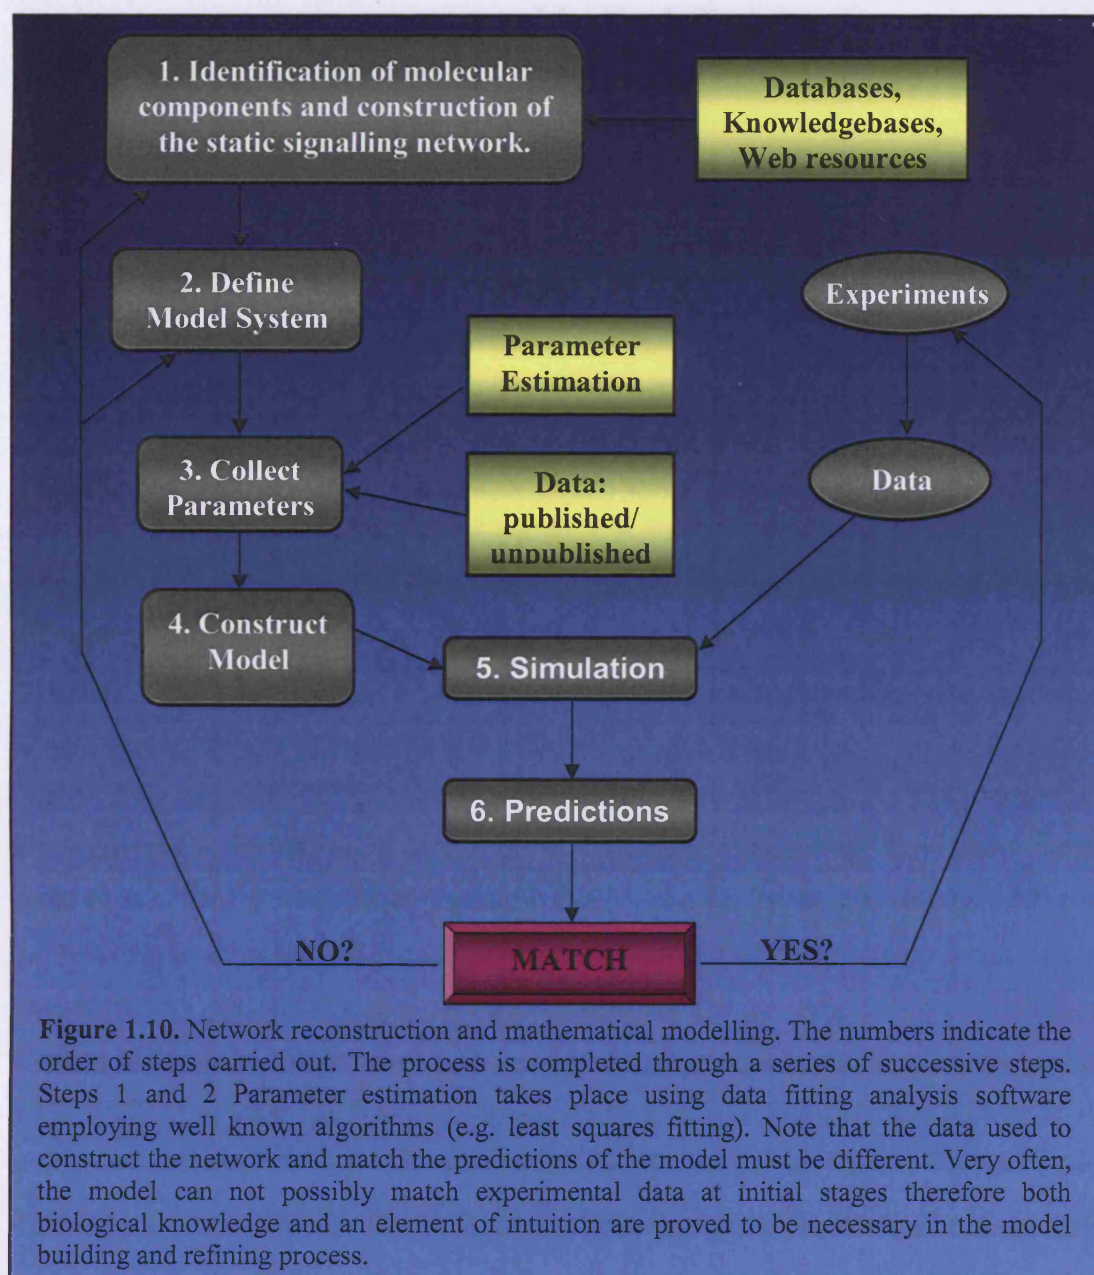 1. Identification of molecular
components and construction of
the static signalling network.
Databases,
Knowledgebases,
Web resources
2. Define
Model System
Experiments
Parameter
Estimation
3. Collect
Parameters
Data:
published/
unpublished
Data
4. Construct
Model
5. Simulation
6. Predictions
NO?
MATCH
YES?
Figure 1.10. Network reconstruction and mathematical modelling. The numbers indicate the
order of steps carried out. The process is completed through a series of successive steps.
Steps 1 and 2 Parameter estimation takes place using data fitting analysis software
employing well known algorithms (e.g. least squares fitting). Note that the data used to
construct the network and match the predictions of the model must be different. Very often,
the model can not possibly match experimental data at initial stages therefore both
biological knowledge and an element of intuition are proved to be necessary in the model
building and refining process.